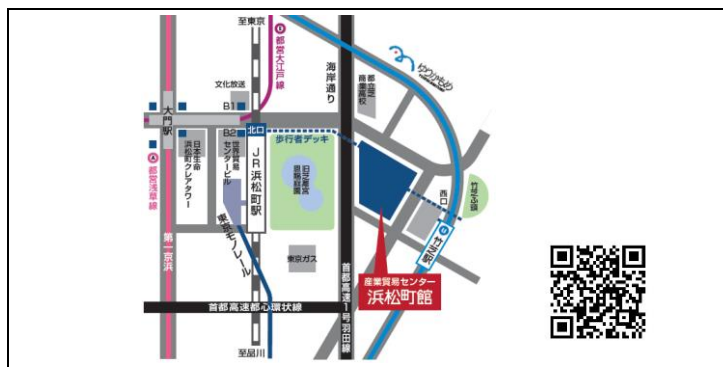 至東京
都営大江戸線
海岸通り
ゆりかもめ
都立芝
商業高校
文化放送
B1
大門駅
B2
北口
歩行者デッキ
日本生命
浜松町クレアタワー
世界貿易
センタービル
JR浜松町駅
旧芝離宮
恩賜庭園
都営浅草線
西口
竹芝ふ頭
竹芝駅
第一京浜
東京モノレール
東京ガス
産業貿易センター
浜松町館
首都高速都心環状線
首都高速1号羽田線
至品川